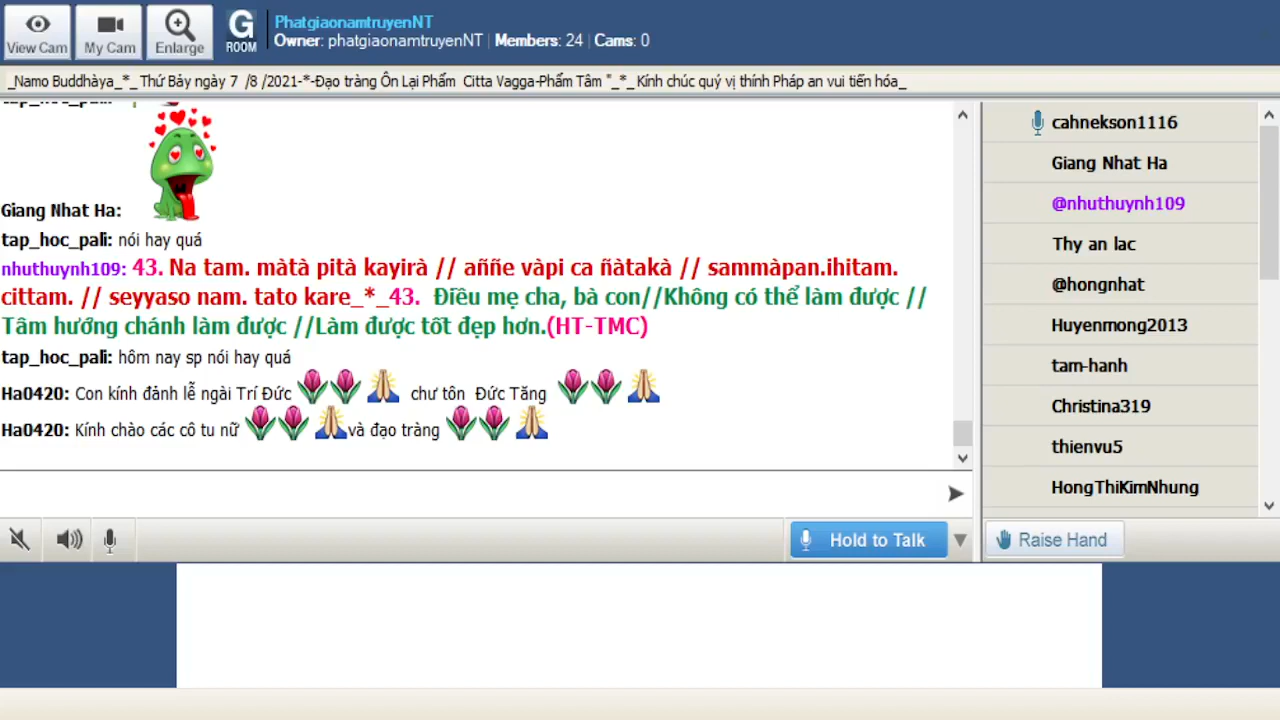 View Cam
My Cam
Enlarge
G
ROOM
PhatgiaonamtruyenNT
Owner: phatgiaonamtruyenNT | Members: 24 | Cams: 0
_Namo Buddhàya_*_Thứ Bảy ngày 7 /8 /2021-*-Đạo tràng Ôn Lại Phẩm Citta Vagga-Phẩm Tâm "_*_Kính chúc quý vị thính Pháp an vui tiến hóa_
tap_hoc_pali:
Giang Nhat Ha:
tap_hoc_pali: nói hay quá
nhuthuynh109: 43. Na tam. màtà pità kayirà // aññe vàpi ca ñàtakà // sammàpan.ihitam.
cittam. // seyyaso nam. tato kare_*_43. Điều mẹ cha, bà con//Không có thể làm được //
Tâm hướng chánh làm được //Làm được tốt đẹp hơn.(HT-TMC)
tap_hoc_pali: hôm nay sp nói hay quá
Ha0420: Con kính đảnh lễ ngài Trí Đức chư tôn Đức Tăng
Ha0420: Kính chào các cô tu nữ và đạo tràng
cahnekson1116
Giang Nhat Ha
@nhuthuynh109
Thy an lac
@hongnhat
Huyenmong2013
tam-hanh
Christina319
thienvu5
HongThiKimNhung
Hold to Talk
Raise Hand